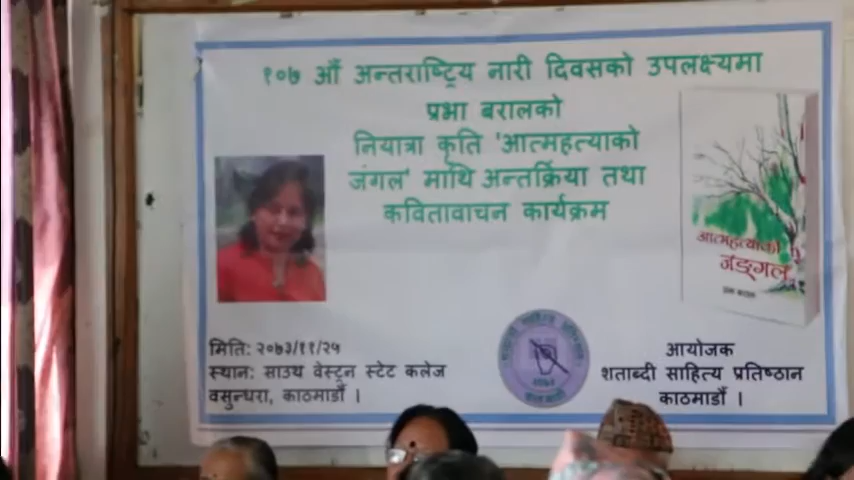 १०७ औं अन्तराष्ट्रिय नारी दिवसको उपलक्ष्यमा
प्रभा बरालको
नियात्रा कृति 'आत्महत्याको
जंगल' माथि अन्तर्क्रिया तथा
कवितावाचन कार्यक्रम
आत्महत्याको
जङ्गल
मिति: २०७३/११/२५
स्थान: साउथ वेस्ट्रन स्टेट कलेज
वसुन्धरा, काठमाडौं ।
आयोजक
शताब्दी साहित्य प्रतिष्ठान
काठमाडौं ।